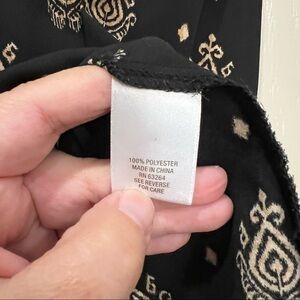 100% POLYESTER
MADE IN CHINA
RN 63264
SEE REVERSE
FOR CARE